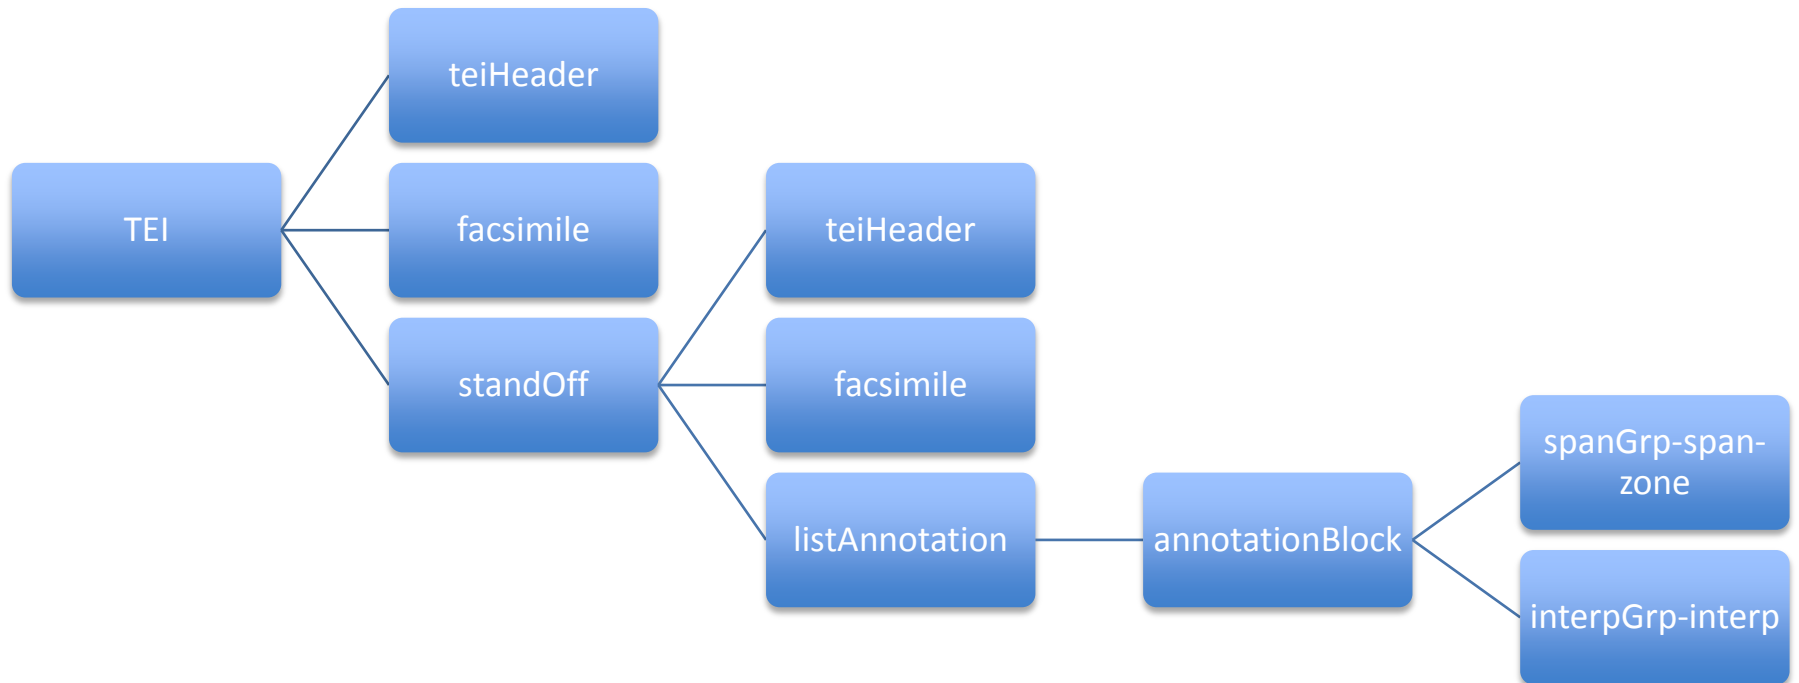 teiHeader
TEI
facsimile
teiHeader
standOff
facsimile
spanGrp-span-
zone
listAnnotation
annotationBlock
interpGrp-interp